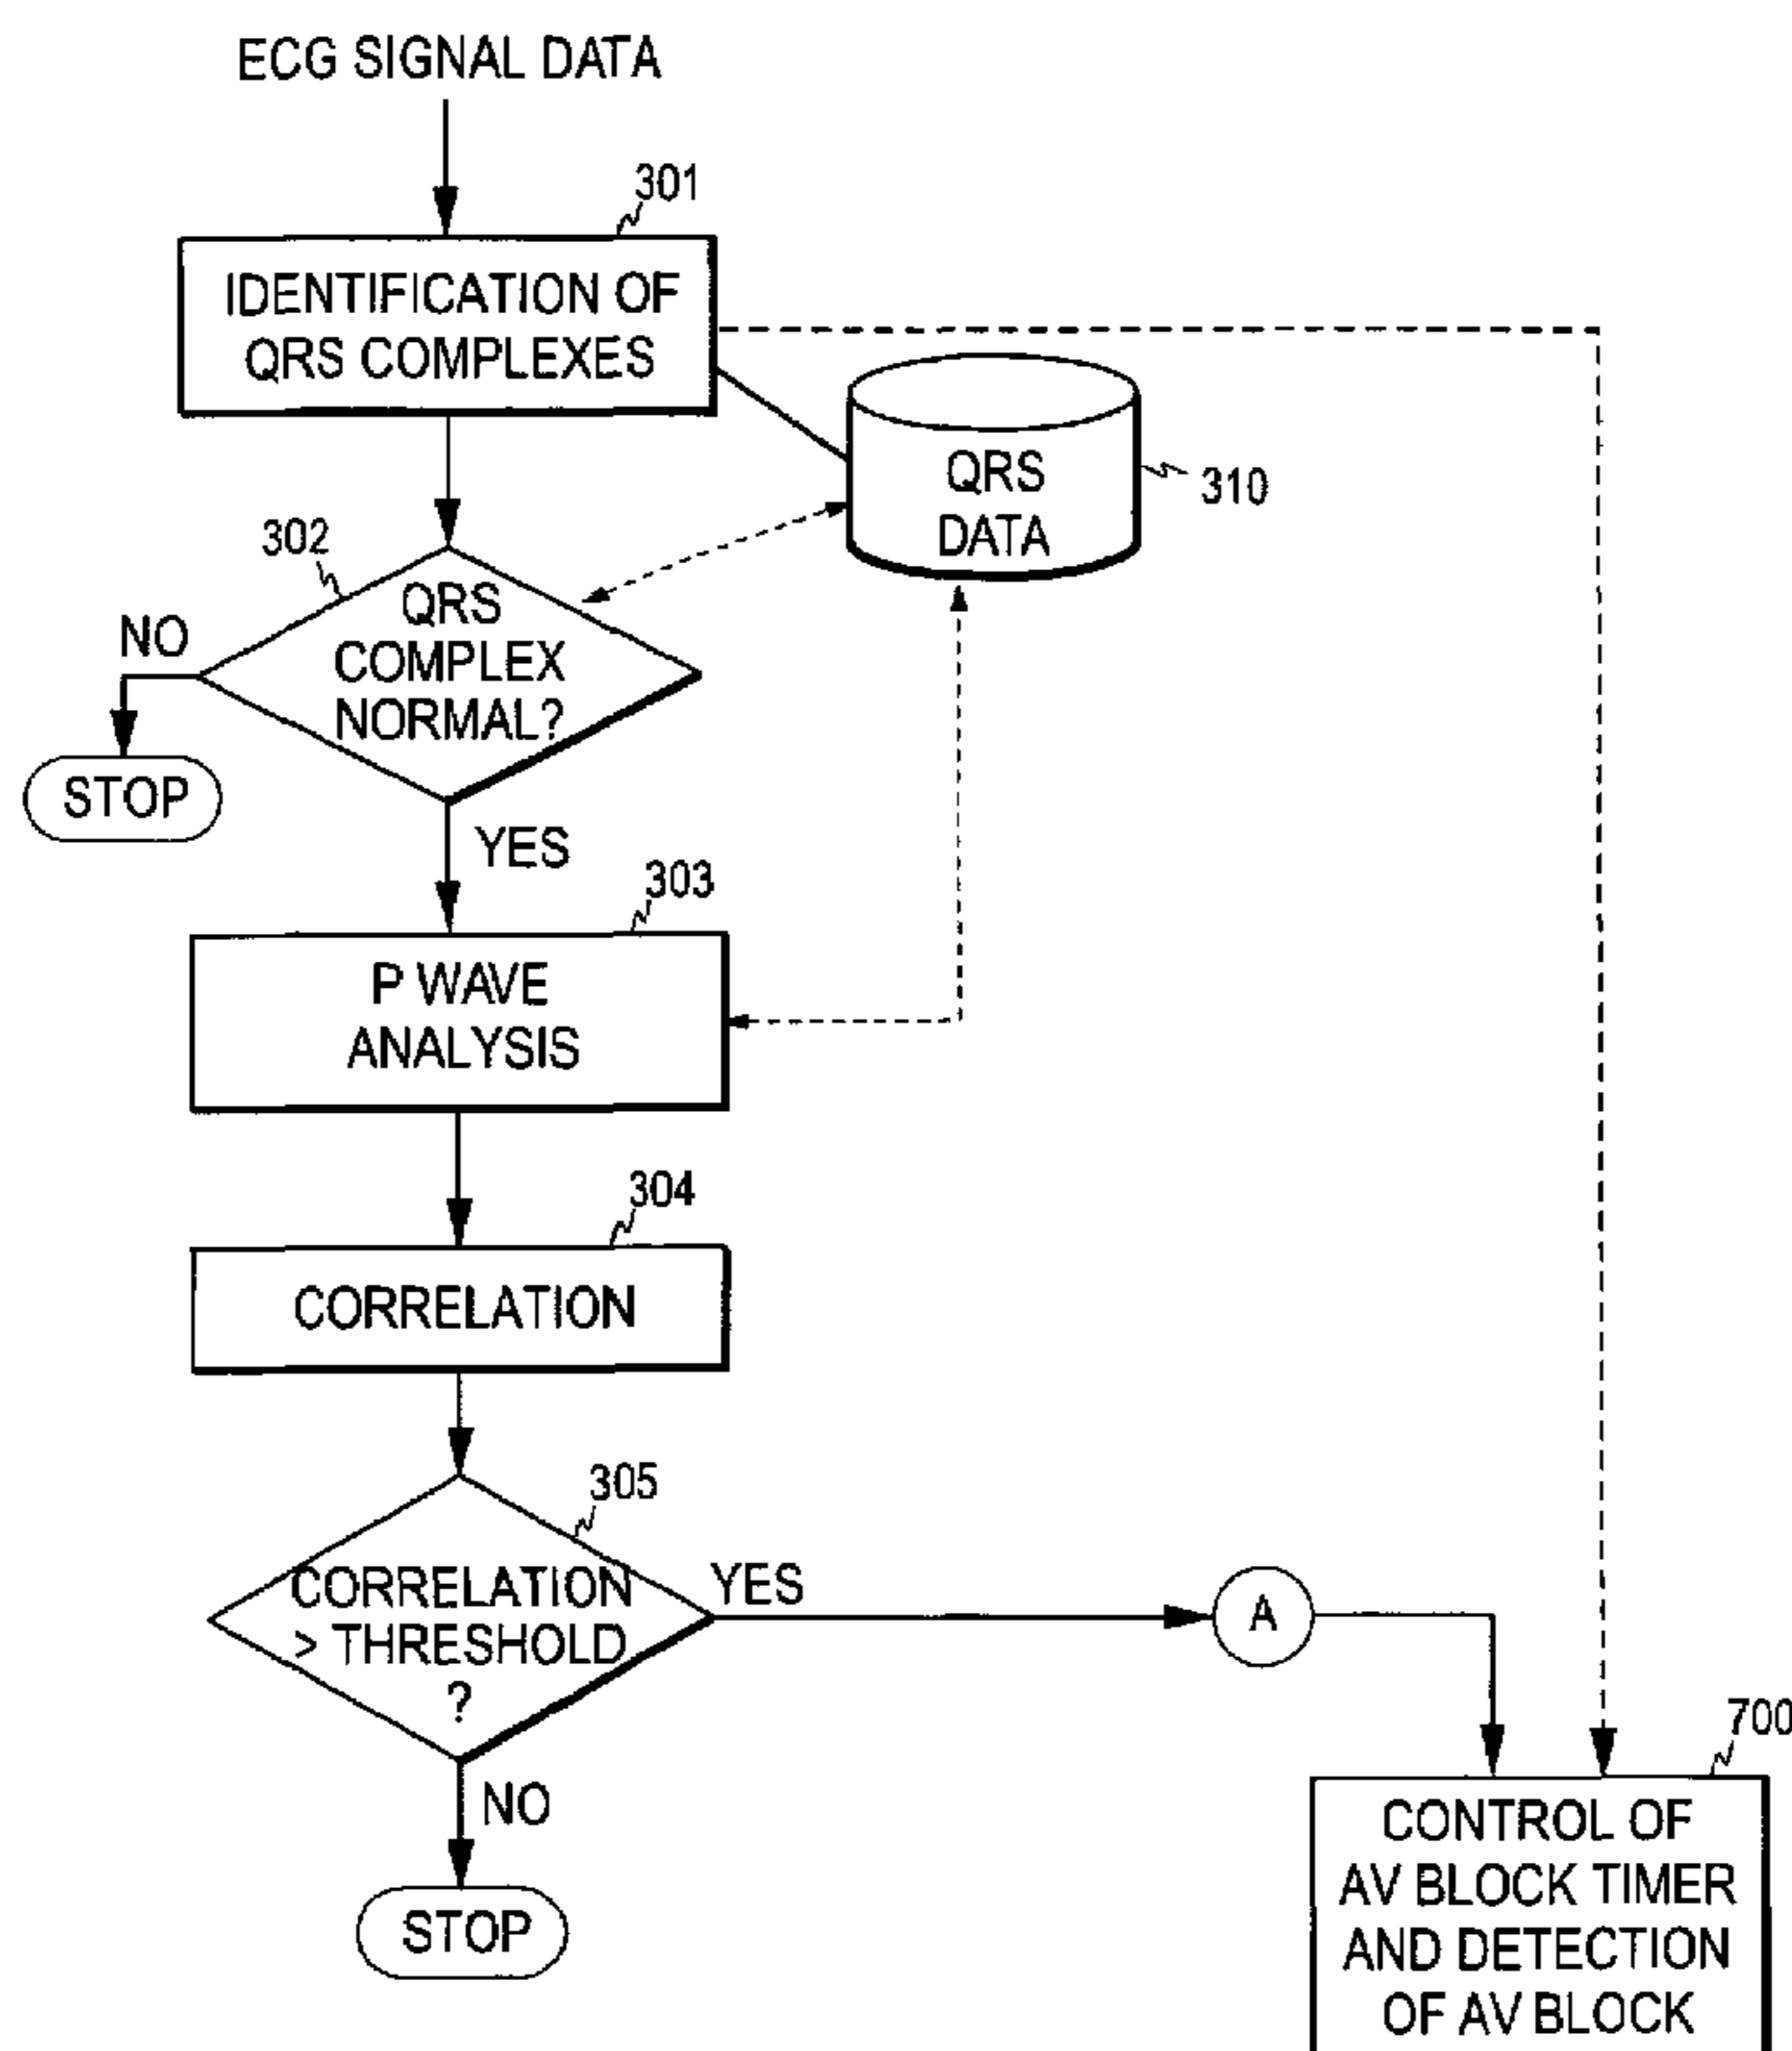 ECG SIGNAL DATA
301
IDENTIFICATION OF
QRS COMPLEXES
QRS
DATA
310
302
QRS
COMPLEX
NORMAL?
NO
STOP
YES
303
P WAVE
ANALYSIS
304
CORRELATION
305
CORRELATION
> THRESHOLD
?
YES
A
NO
STOP
700
CONTROL OF
AV BLOCK TIMER
AND DETECTION
OF AV BLOCK